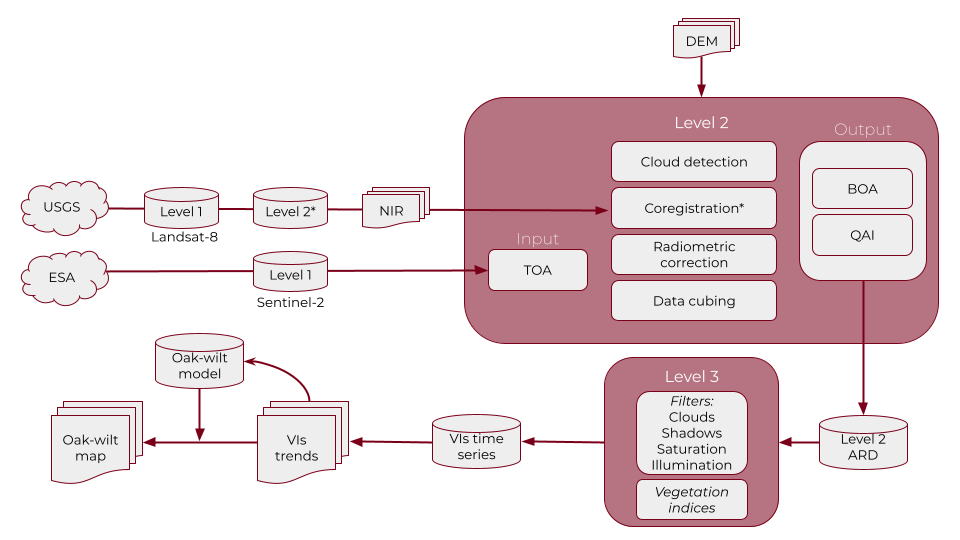 DEM
Level 2
Output
Cloud detection
BOA
USGS
Level 1
Landsat-8
Level 2*
NIR
Coregistration*
QAI
Input
TOA
Radiometric
correction
ESA
Level 1
Sentinel-2
Data cubing
Oak-wilt
model
Level 3
Filters:
Clouds
Shadows
Saturation
Illumination
Vegetation
indices
Oak-wilt
map
VIs
trends
VIs time
series
Level 2
ARD